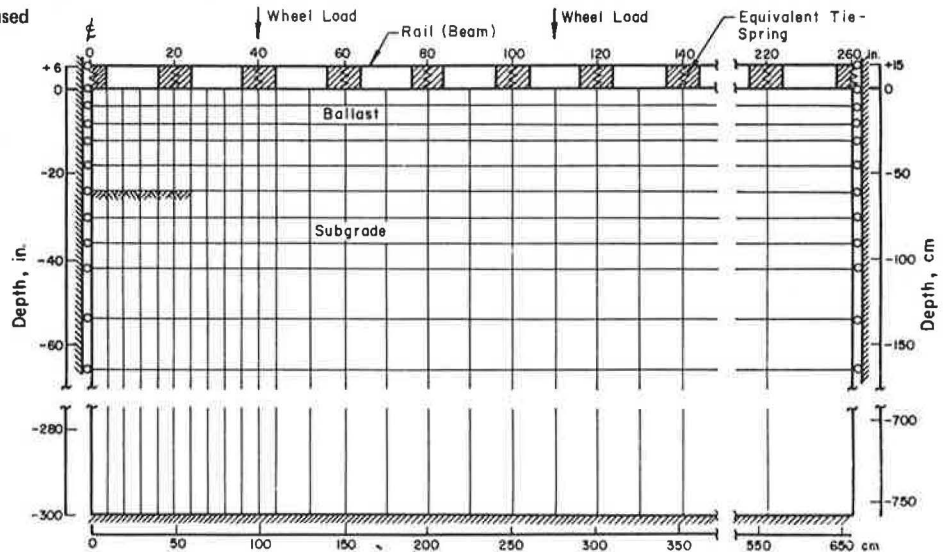 used
Wheel Load
Wheel Load
Equivalent Tie-
Spring
Rail (Beam)
℄
0 20 40 60 80 100 110 120 140 220 260 in.
+6 +15
0 0
Ballast
-20 -50
Subgrade
-40 -100
-60 -150
Depth, in.
Depth, cm
-280 -700
-300 -750
0 50 100 150 200 250 300 350 550 650 cm